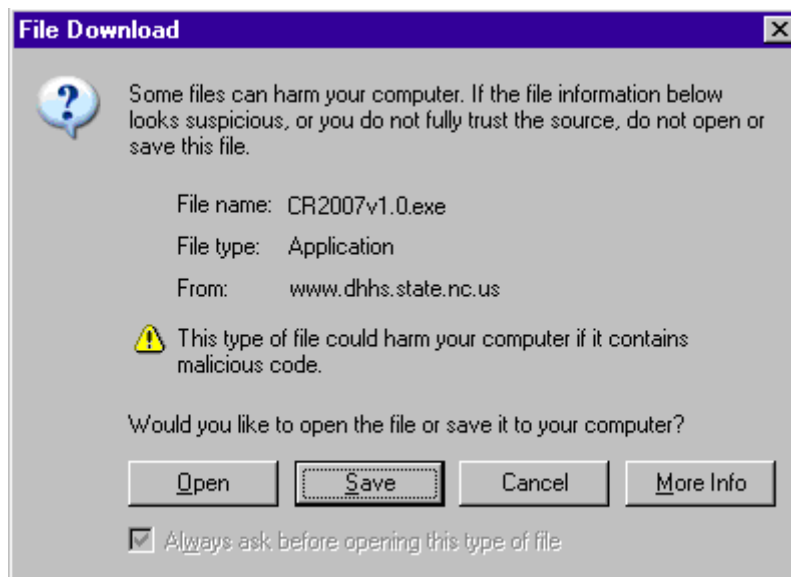 File Download
Some files can harm your computer. If the file information below
looks suspicious, or you do not fully trust the source, do not open or
save this file.
File name: CR2007v1.0.exe
File type: Application
From: www.dhhs.state.nc.us
This type of file could harm your computer if it contains
malicious code.
Would you like to open the file or save it to your computer?
Open Save Cancel More Info
Always ask before opening this type of file